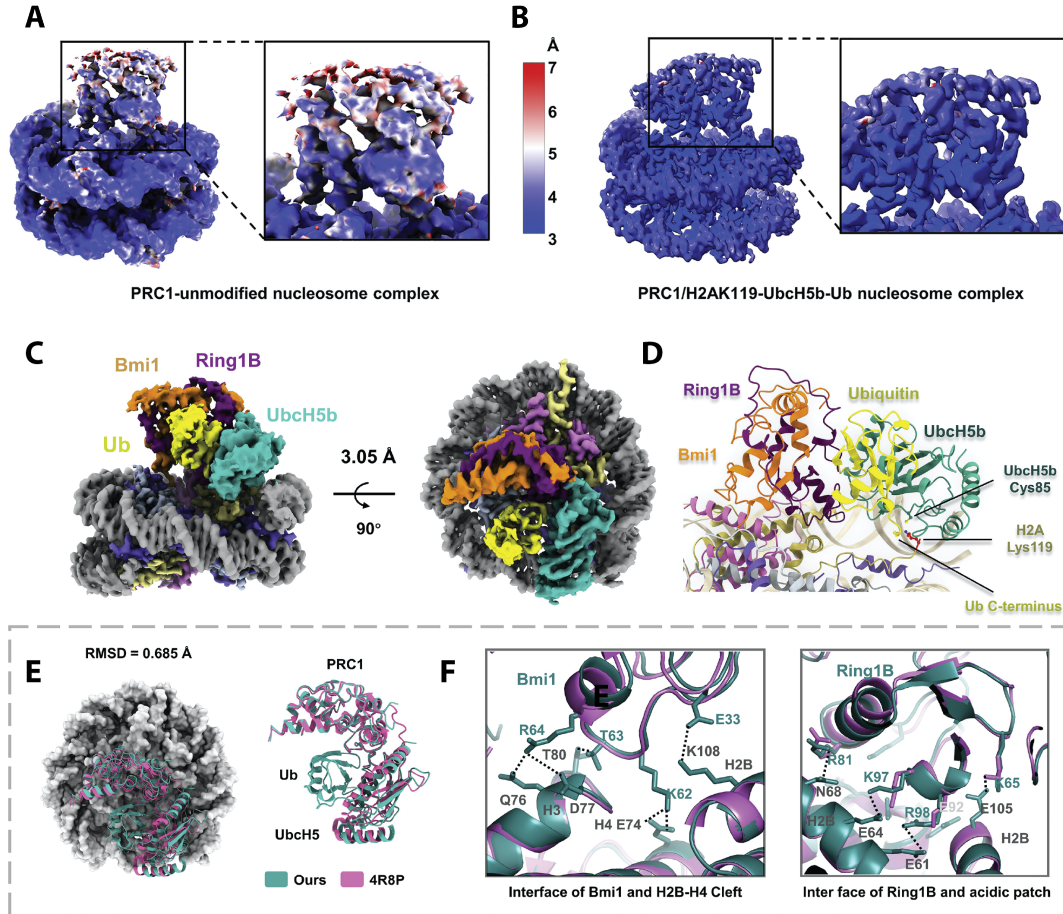 A
B
Å
7
6
5
4
3
PRC1-unmodified nucleosome complex
PRC1/H2AK119-UbcH5b-Ub nucleosome complex
C
Bmi1
Ring1B
Ub
UbcH5b
3.05 Å
90°
D
Ring1B
Ubiquitin
UbcH5b
Bmi1
UbcH5b
Cys85
H2A
Lys119
Ub C-terminus
E
RMSD = 0.685 Å
PRC1
Ub
UbcH5
Ours
4R8P
F
Bmi1
E
E33
R64
T63
T80
K108
H2B
Q76
D77
K62
H3
H4
E74
Interface of Bmi1 and H2B-H4 Cleft
Ring1B
R81
K97
K65
N68
E92
R98
E105
H2B
E64
H2B
E61
Inter face of Ring1B and acidic patch